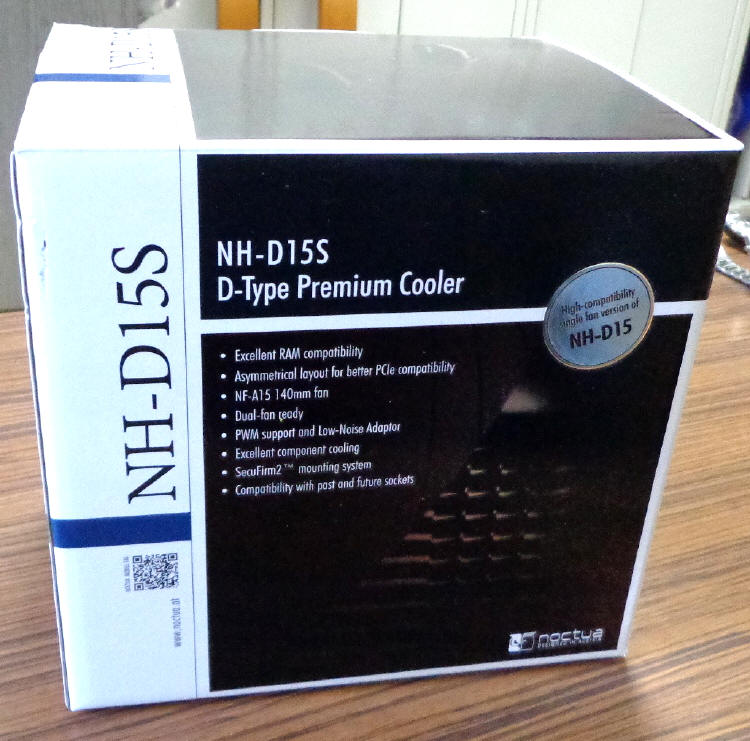 NH-D15S
NH-D15S
D-Type Premium Cooler
High-compatibility
single fan version of
NH-D15
• Excellent RAM compatibility
• Asymmetrical layout for better PCIe compatibility
• NF-A15 140mm fan
• Dual-fan ready
• PWM support and Low-Noise Adaptor
• Excellent component cooling
• SecuFirm2™ mounting system
• Compatibility with past and future sockets
www.noctua.at
noctua